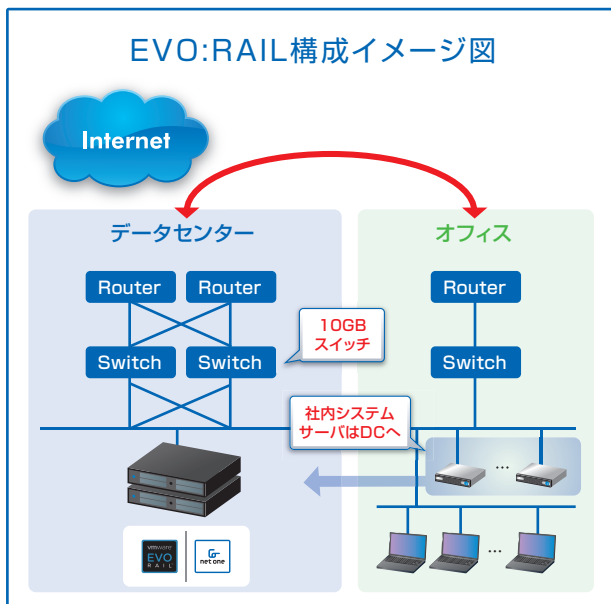 EVO:RAIL構成イメージ図
Internet
データセンター
オフィス
Router
Router
Router
10GB
スイッチ
Switch
Switch
Switch
社内システム
サーバはDCへ
...
vmware
EVO
RAIL
net one
...